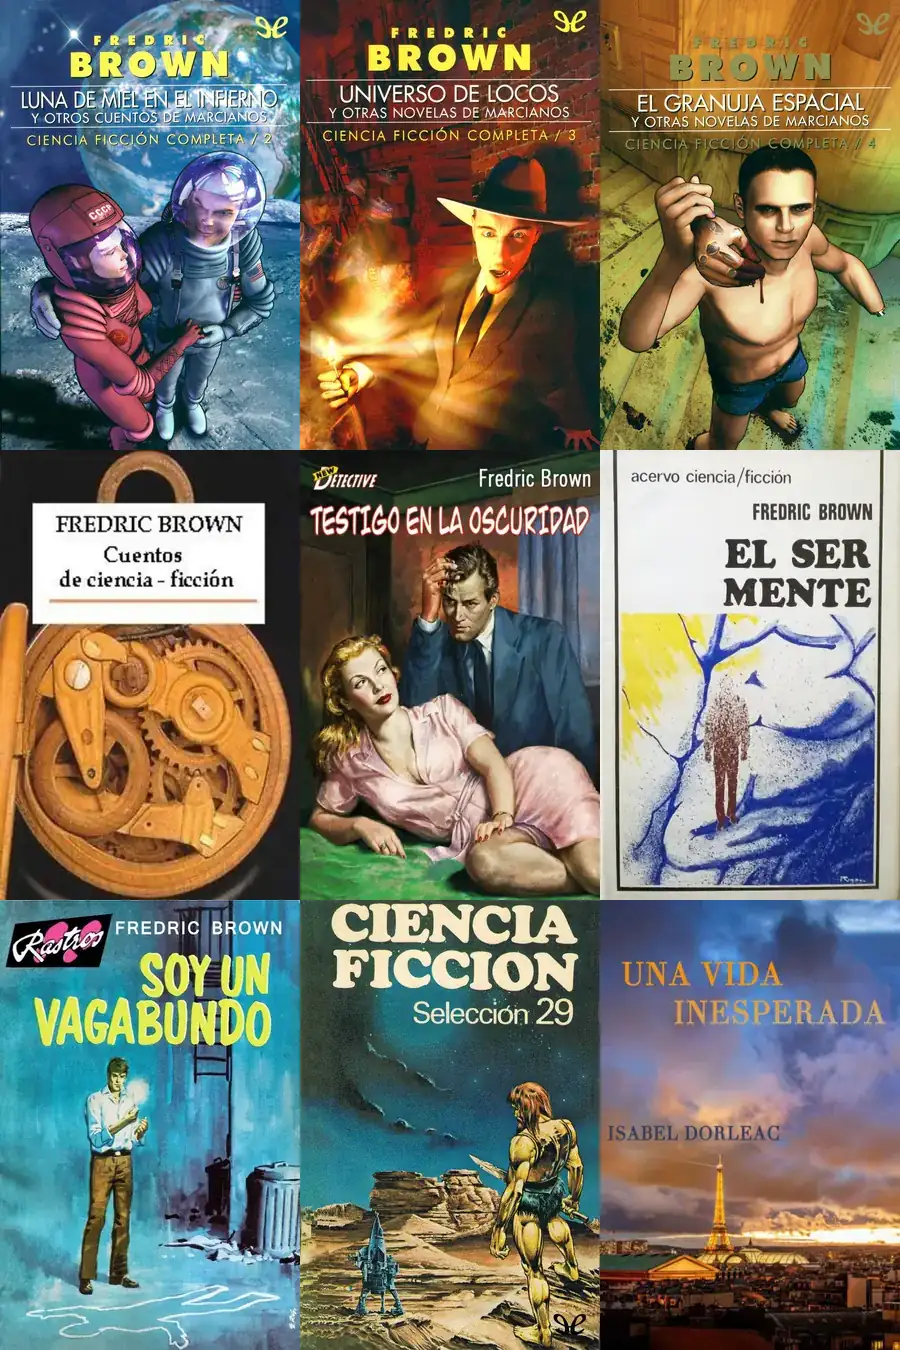 FREDRIC
BROWN
LUNA DE MIEL EN EL INFIERNO
Y OTROS CUENTOS DE MARCIANOS
CIENCIA FICCIÓN COMPLETA / 2
CCCP
FREDRIC
BROWN
UNIVERSO DE LOCOS
Y OTRAS NOVELAS DE MARCIANOS
CIENCIA FICCIÓN COMPLETA / 3
FREDRIC
BROWN
EL GRANUJA ESPACIAL
Y OTRAS NOVELAS DE MARCIANOS
CIENCIA FICCIÓN COMPLETA / 4
FREDRIC BROWN
Cuentos
de ciencia - ficción
NEW
DETECTIVE
Fredric Brown
TESTIGO EN LA OSCURIDAD
acervo ciencia/ficción
FREDRIC BROWN
EL SER
MENTE
Rastros
FREDRIC BROWN
SOY UN
VAGABUNDO
CIENCIA
FICCION
Selección 29
UNA VIDA
INESPERADA
ISABEL DORLEAC